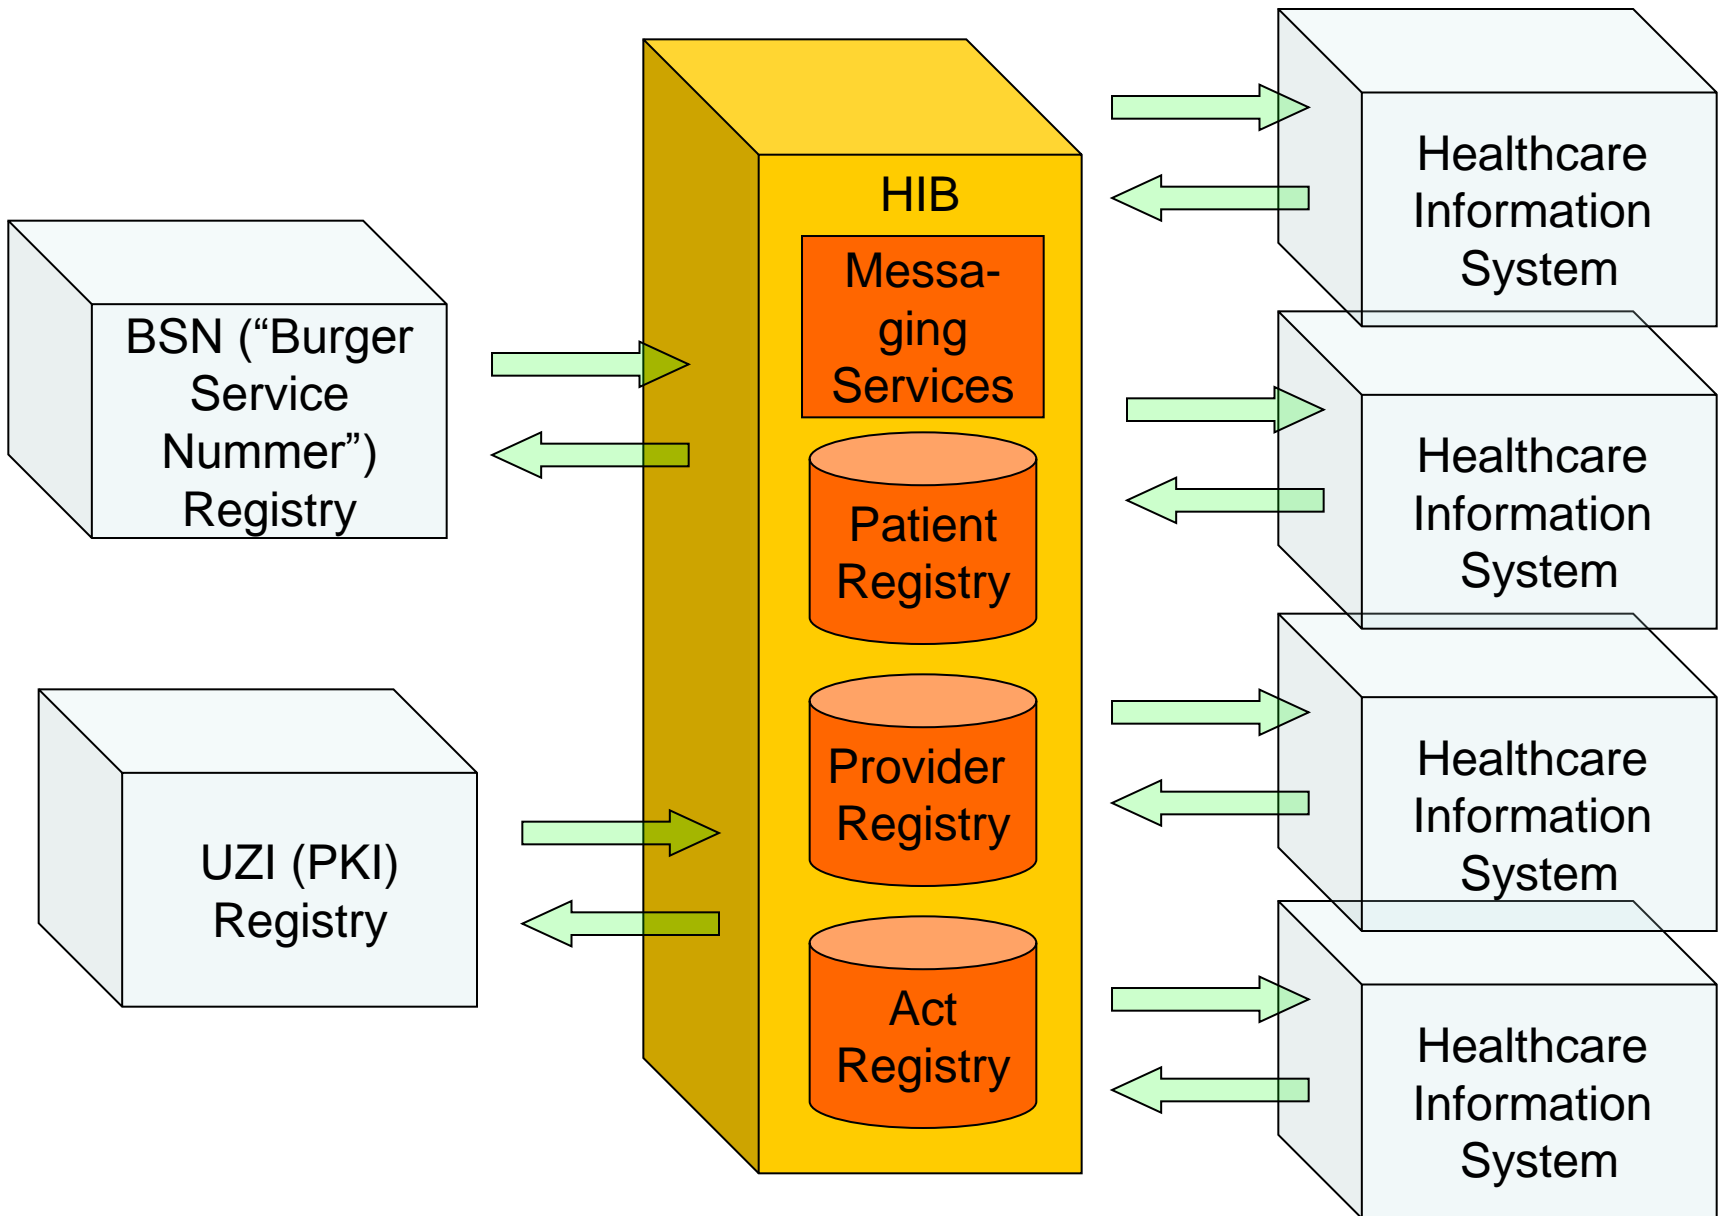 BSN (“Burger
Service
Nummer”)
Registry
UZI (PKI)
Registry
HIB
Messa-
ging
Services
Patient
Registry
Provider
Registry
Act
Registry
Healthcare
Information
System
Healthcare
Information
System
Healthcare
Information
System
Healthcare
Information
System